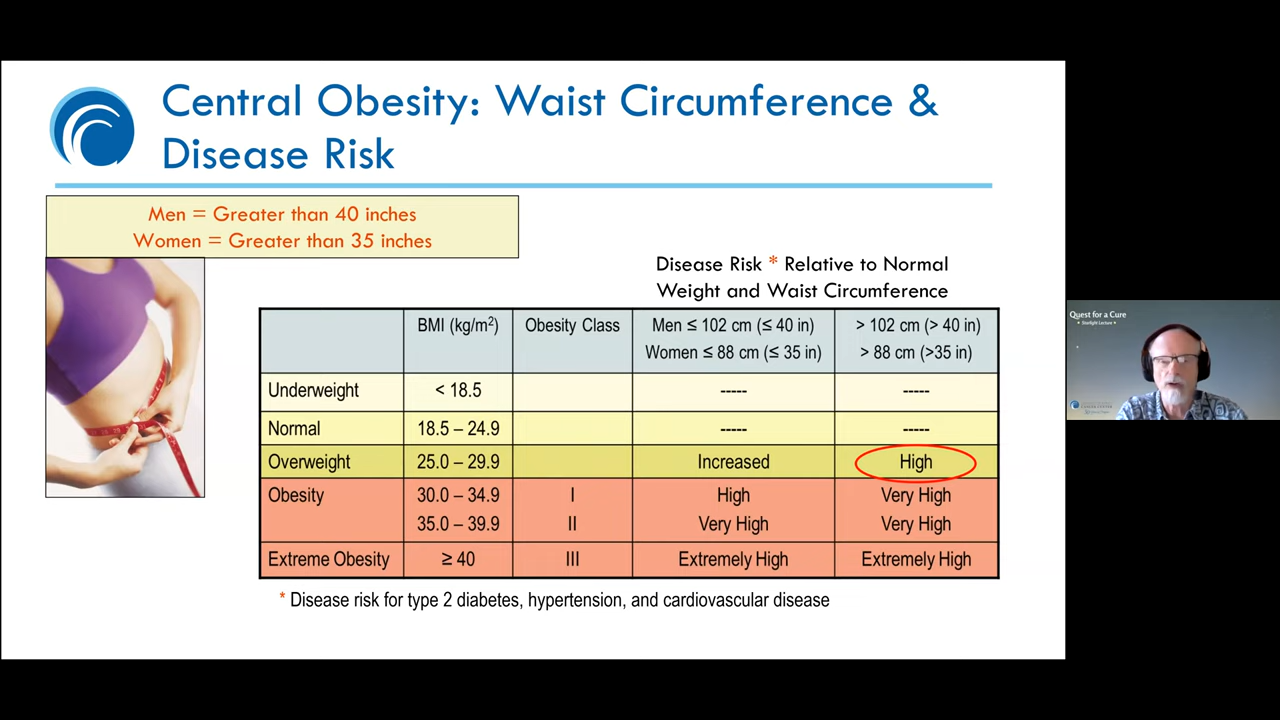 Central Obesity: Waist Circumference &
Disease Risk
Men = Greater than 40 inches
Women = Greater than 35 inches
Disease Risk * Relative to Normal
Weight and Waist Circumference
BMI (kg/m²) Obesity Class Men ≤ 102 cm (≤ 40 in) > 102 cm (> 40 in)
Women ≤ 88 cm (≤ 35 in) > 88 cm (>35 in)
Underweight < 18.5 ----- -----
Normal 18.5 – 24.9 ----- -----
Overweight 25.0 – 29.9 Increased High
Obesity 30.0 – 34.9 I High Very High
35.0 – 39.9 II Very High Very High
Extreme Obesity ≥ 40 III Extremely High Extremely High
* Disease risk for type 2 diabetes, hypertension, and cardiovascular disease
Quest for a Cure
Starlight Lecture
CANCER CENTER